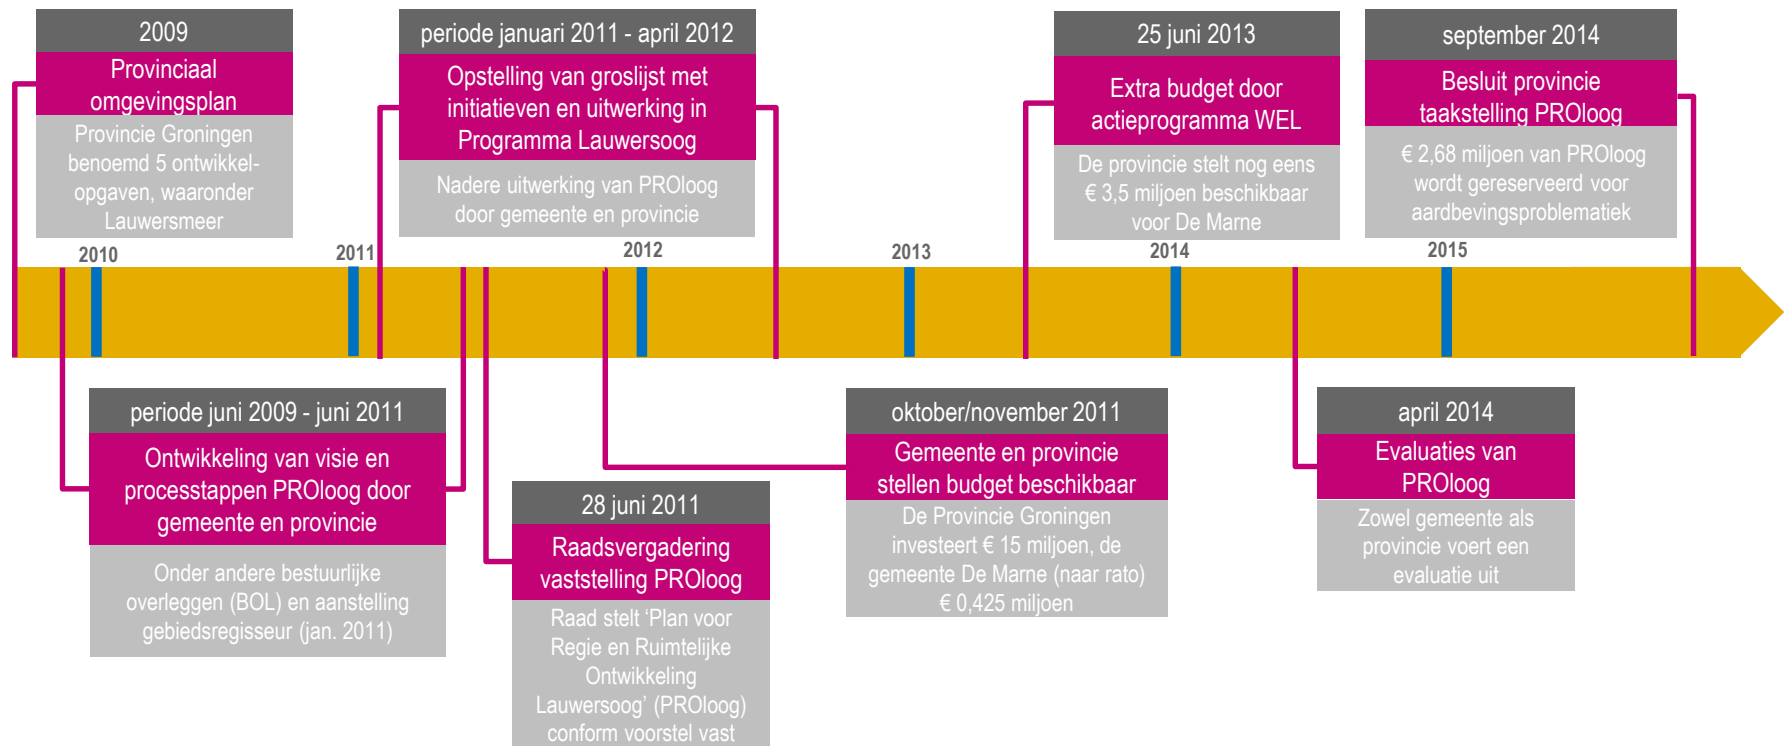 2009
Provinciaal
omgevingsplan
Provincie Groningen
benoemd 5 ontwikkel-
opgaven, waaronder
Lauwersmeer
periode januari 2011 - april 2012
Opstelling van groslijst met
initiatieven en uitwerking in
Programma Lauwersoog
Nadere uitwerking van PROloog
door gemeente en provincie
25 juni 2013
Extra budget door
actieprogramma WEL
De provincie stelt nog eens
€ 3,5 miljoen beschikbaar
voor De Marne
september 2014
Besluit provincie
taakstelling PROloog
€ 2,68 miljoen van PROloog
wordt gereserveerd voor
aardbevingsproblematiek
2010
2011
2012
2013
2014
2015
periode juni 2009 - juni 2011
Ontwikkeling van visie en
processtappen PROloog door
gemeente en provincie
Onder andere bestuurlijke
overleggen (BOL) en aanstelling
gebiedsregisseur (jan. 2011)
28 juni 2011
Raadsvergadering
vaststelling PROloog
Raad stelt ‘Plan voor
Regie en Ruimtelijke
Ontwikkeling
Lauwersoog’ (PROloog)
conform voorstel vast
oktober/november 2011
Gemeente en provincie
stellen budget beschikbaar
De Provincie Groningen
investeert € 15 miljoen, de
gemeente De Marne (naar rato)
€ 0,425 miljoen
april 2014
Evaluaties van
PROloog
Zowel gemeente als
provincie voert een
evaluatie uit